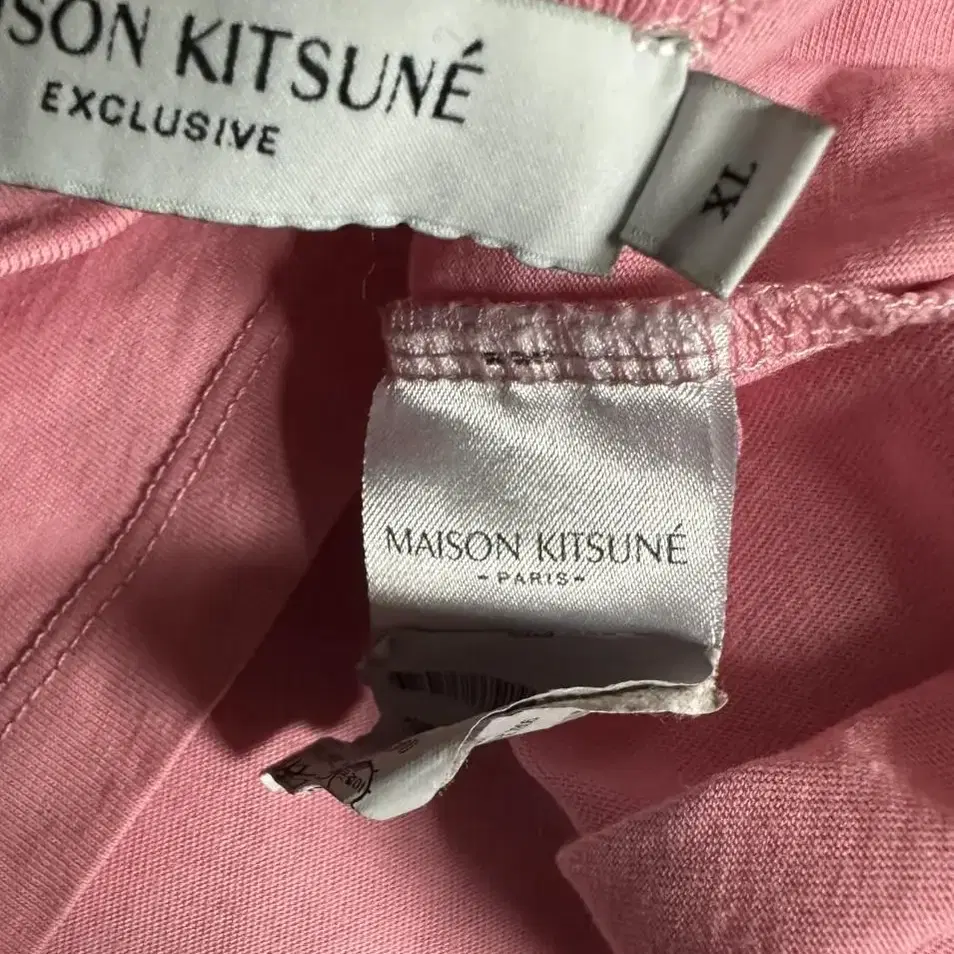 SON KITSUNÉ
EXCLUSIVE
XL
MAISON KITSUNÉ
-PARIS-